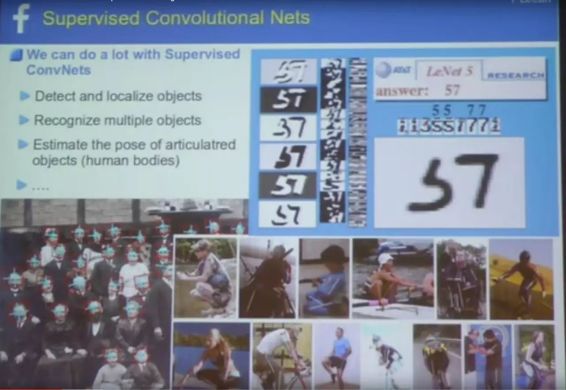 f Supervised Convolutional Nets
We can do a lot with Supervised
ConvNets
Detect and localize objects
Recognize multiple objects
Estimate the pose of articulatred
objects (human bodies)
....
AT&T
LeNet 5
RESEARCH
answer: 57
55 77
57
57
57
57
57
57
57